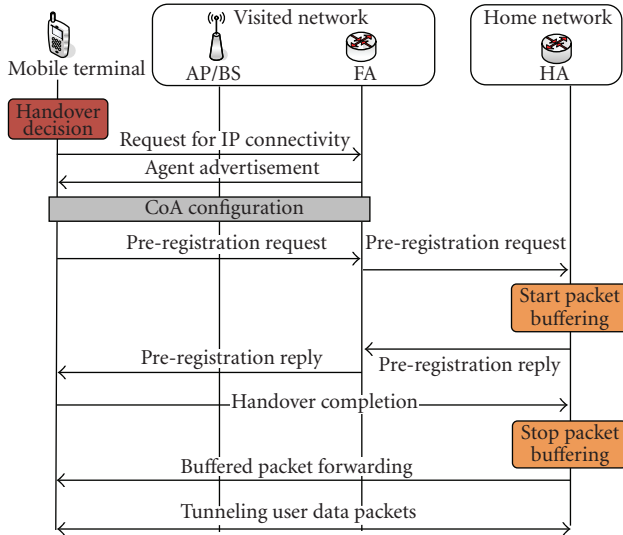 Visited network
Home network
Mobile terminal
AP/BS
FA
HA
Handover
decision
Request for IP connectivity
Agent advertisement
CoA configuration
Pre-registration request
Pre-registration request
Start packet
buffering
Pre-registration reply
Pre-registration reply
Handover completion
Stop packet
buffering
Buffered packet forwarding
Tunneling user data packets